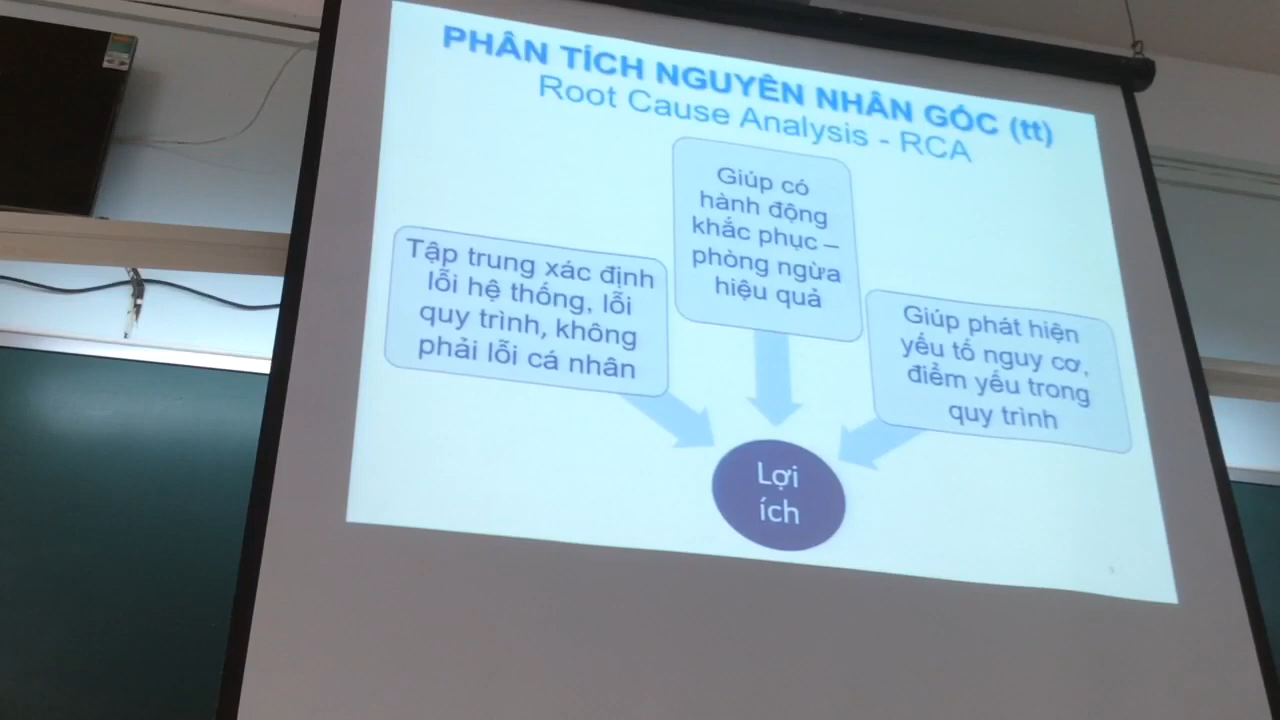 PHÂN TÍCH NGUYÊN NHÂN GỐC (tt)
Root Cause Analysis - RCA
Tập trung xác định
lỗi hệ thống, lỗi
quy trình, không
phải lỗi cá nhân
Giúp có
hành động
khắc phục –
phòng ngừa
hiệu quả
Giúp phát hiện
yếu tố nguy cơ,
điểm yếu trong
quy trình
Lợi
ích